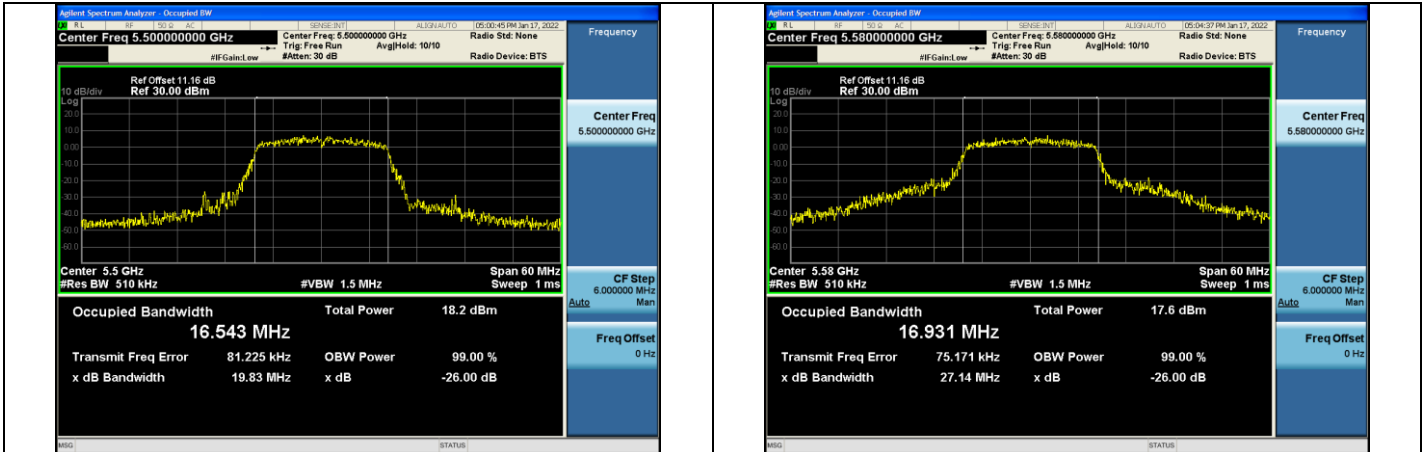 Agilent Spectrum Analyzer - Occupied BW
RL RF 50 Ω AC SENSE:INT ALIGNAUTO 05:00:45 PM Jan 17, 2022
Center Freq 5.500000000 GHz
Center Freq: 5.500000000 GHz
Radio Std: None
Trig: Free Run Avg|Hold: 10/10
#IFGain:Low #Atten: 30 dB Radio Device: BTS
Ref Offset 11.16 dB
10 dB/div Ref 30.00 dBm
Log
20.0
10.0
0.00
-10.0
-20.0
-30.0
-40.0
-50.0
-60.0
Center 5.5 GHz Span 60 MHz
#Res BW 510 kHz #VBW 1.5 MHz Sweep 1 ms
Occupied Bandwidth Total Power 18.2 dBm
16.543 MHz
Transmit Freq Error 81.225 kHz OBW Power 99.00 %
x dB Bandwidth 19.83 MHz x dB -26.00 dB
MSG STATUS
Frequency
Center Freq
5.500000000 GHz
CF Step
6.000000 MHz
Auto Man
Freq Offset
0 Hz
Agilent Spectrum Analyzer - Occupied BW
RL RF 50 Ω AC SENSE:INT ALIGNAUTO 05:04:37 PM Jan 17, 2022
Center Freq 5.580000000 GHz
Center Freq: 5.580000000 GHz
Radio Std: None
Trig: Free Run Avg|Hold: 10/10
#IFGain:Low #Atten: 30 dB Radio Device: BTS
Ref Offset 11.16 dB
10 dB/div Ref 30.00 dBm
Log
20.0
10.0
0.00
-10.0
-20.0
-30.0
-40.0
-50.0
-60.0
Center 5.58 GHz Span 60 MHz
#Res BW 510 kHz #VBW 1.5 MHz Sweep 1 ms
Occupied Bandwidth Total Power 17.6 dBm
16.931 MHz
Transmit Freq Error 75.171 kHz OBW Power 99.00 %
x dB Bandwidth 27.14 MHz x dB -26.00 dB
MSG STATUS
Frequency
Center Freq
5.580000000 GHz
CF Step
6.000000 MHz
Auto Man
Freq Offset
0 Hz